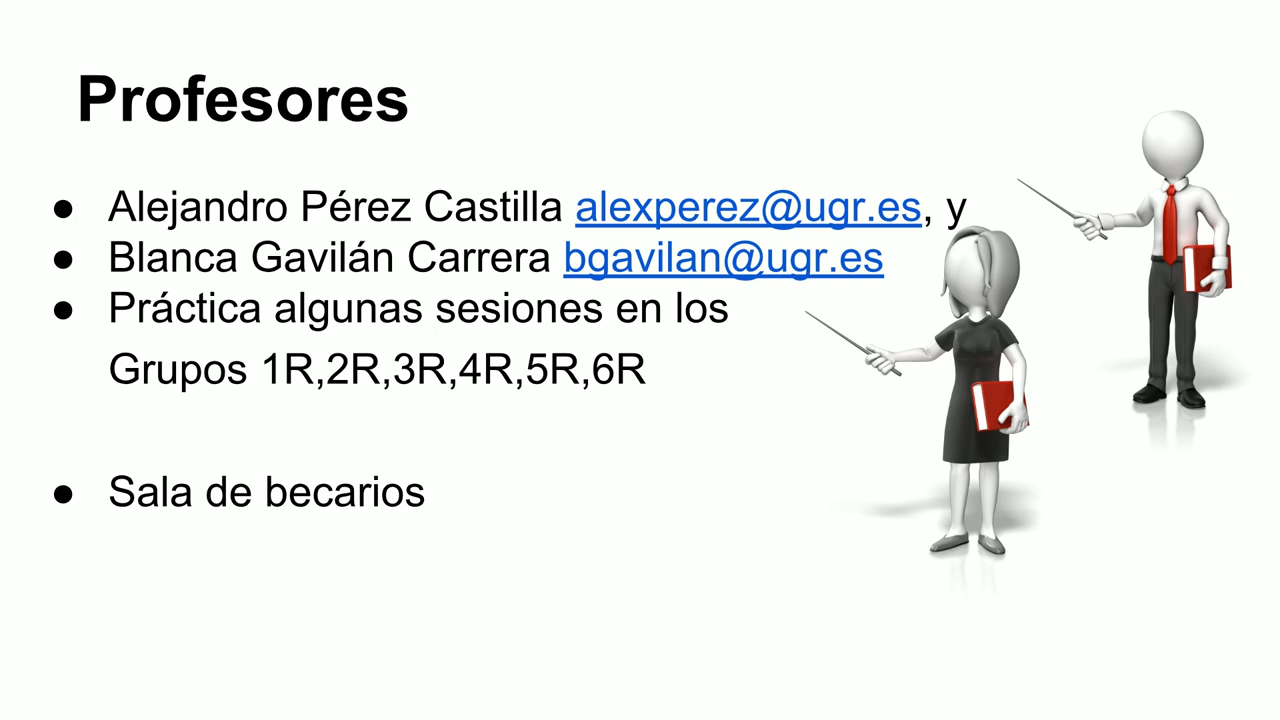 Profesores
● Alejandro Pérez Castilla alexperez@ugr.es, y
● Blanca Gavilán Carrera bgavilan@ugr.es
● Práctica algunas sesiones en los
Grupos 1R,2R,3R,4R,5R,6R
● Sala de becarios